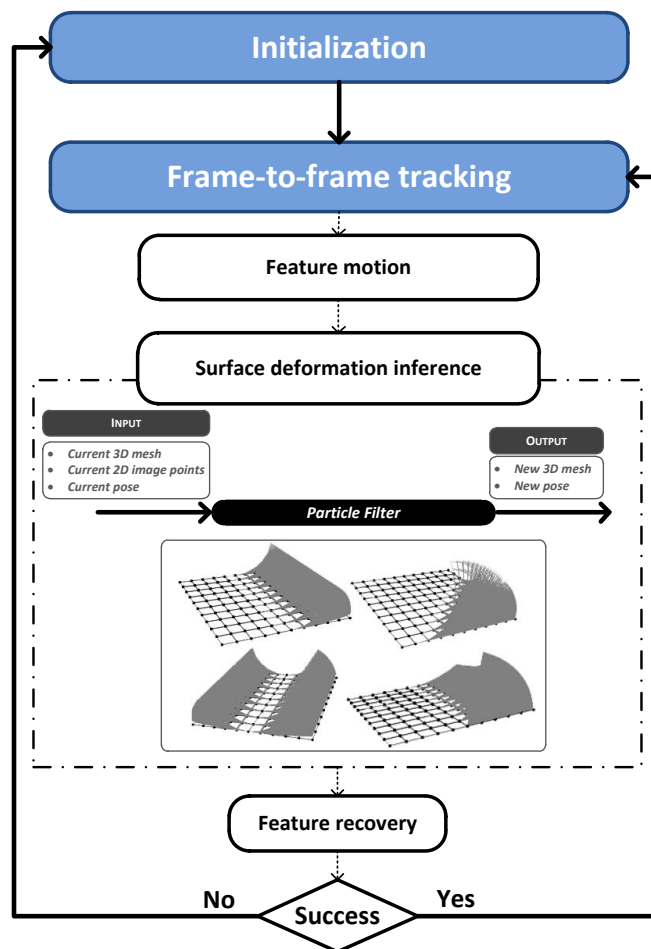 Initialization
Frame-to-frame tracking
Feature motion
Surface deformation inference
INPUT
• Current 3D mesh
• Current 2D image points
• Current pose
OUTPUT
• New 3D mesh
• New pose
Particle Filter
Feature recovery
No
Yes
Success